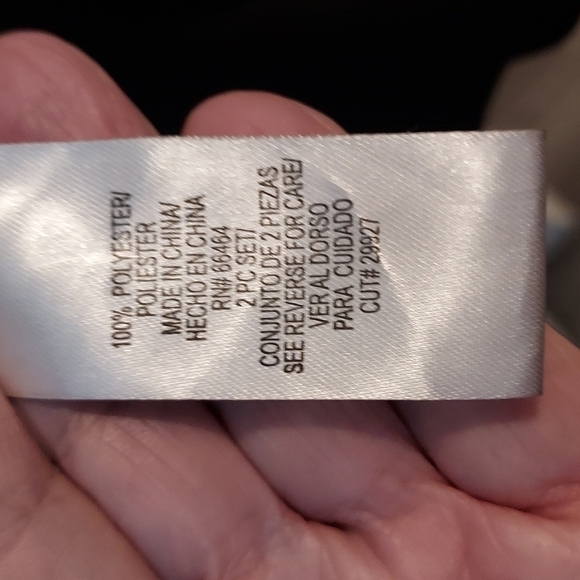 100% POLYESTER/
POLIESTER
MADE IN CHINA/
HECHO EN CHINA
RN# 66464
2 PC SET/
CONJUNTO DE 2 PIEZAS
SEE REVERSE FOR CARE/
VER AL DORSO
PARA CUIDADO
CUT# 29927